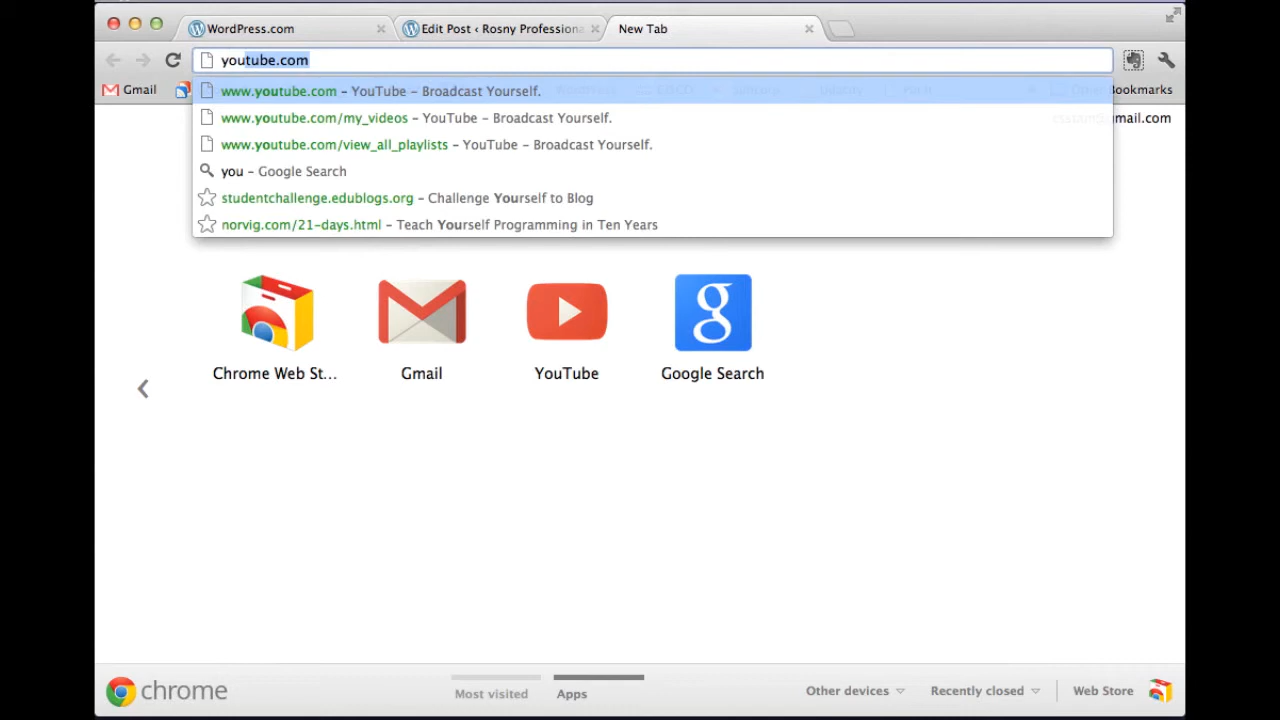 WordPress.com
Edit Post ‹ Rosny Professiona
New Tab
youtube.com
Gmail
Bookmarks
www.youtube.com – YouTube – Broadcast Yourself.
www.youtube.com/my_videos – YouTube – Broadcast Yourself.
mail.com
www.youtube.com/view_all_playlists – YouTube – Broadcast Yourself.
you – Google Search
studentchallenge.edublogs.org – Challenge Yourself to Blog
norvig.com/21-days.html – Teach Yourself Programming in Ten Years
Chrome Web St...
Gmail
YouTube
Google Search
chrome
Most visited
Apps
Other devices
Recently closed
Web Store